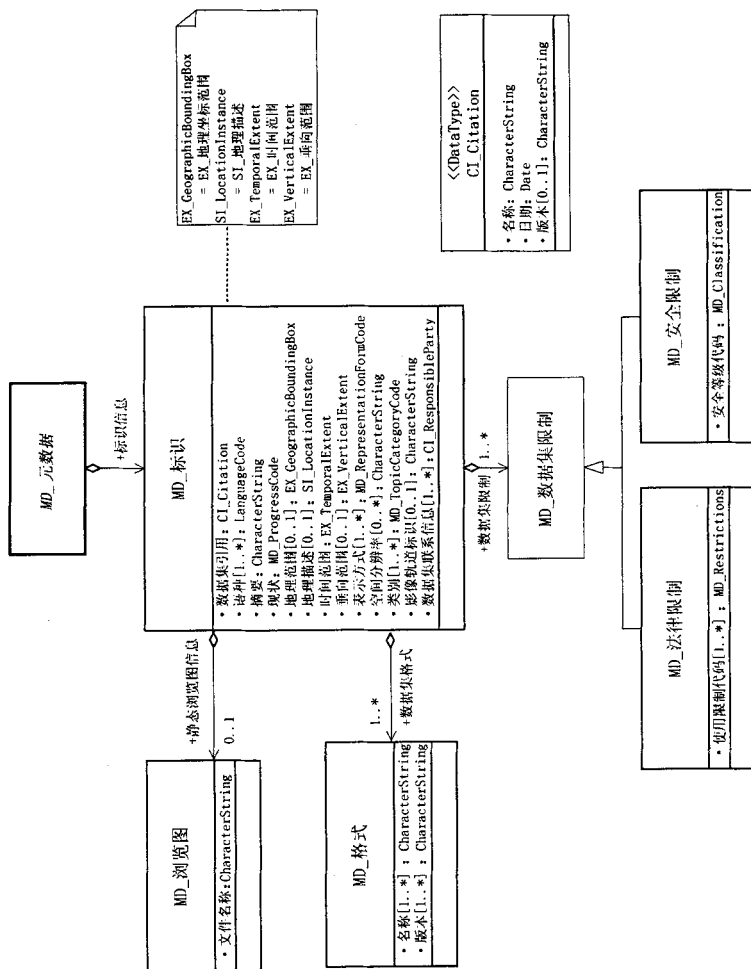 MD_元数据
+标识信息
EX_GeographicBoundingBox
= EX_地理坐标范围
SI_LocationInstance
= SI_地理描述
EX_TemporalExtent
= EX_时间范围
EX_VerticalExtent
= EX_垂向范围
MD_标识
• 数据集引用: CI_Citation
• 语种[1..*]: LanguageCode
• 摘要: CharacterString
• 现状: MD_ProgressCode
• 地理范围[0..1]: EX_GeographicBoundingBox
• 地理描述[0..1]: SI_LocationInstance
• 时间范围: EX_TemporalExtent
• 垂向范围[0..1]: EX_VerticalExtent
• 表示方式[1..*]: MD_RepresentationFormCode
• 空间分辨率[0..*]: CharacterString
• 类别[1..*]: MD_TopicCategoryCode
• 影像轨道标识[0..1]: CharacterString
• 数据集联系信息[1..*]: CI_ResponsibleParty
<<DataType>>
CI_Citation
• 名称: CharacterString
• 日期: Date
• 版本[0..1]: CharacterString
+静态浏览图信息
0..1
MD_浏览图
• 文件名称:CharacterString
1..*
+数据集格式
MD_格式
• 名称[1..*] : CharacterString
• 版本[1..*] : CharacterString
+数据集限制
1..*
MD_数据集限制
MD_法律限制
• 使用限制代码[1..*] : MD_Restrictions
MD_安全限制
• 安全等级代码 : MD_Classification